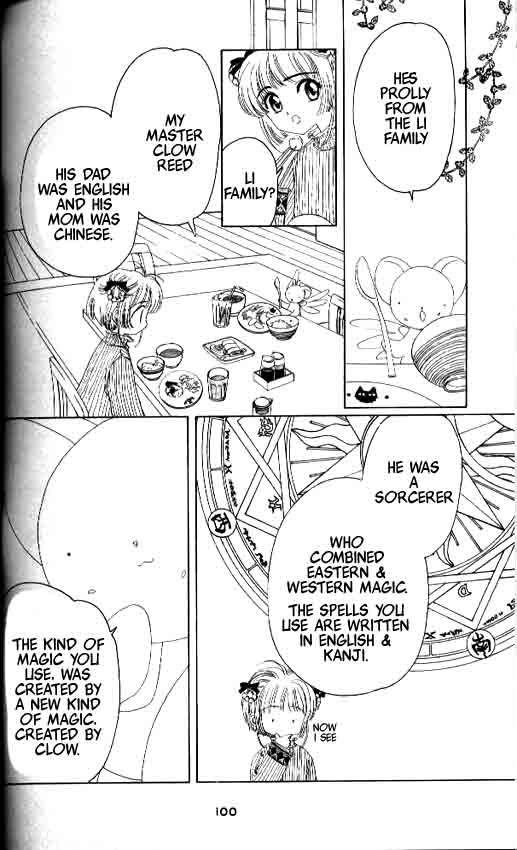 HES
PROLLY
FROM
THE LI
FAMILY
LI
FAMILY?
MY
MASTER
CLOW
REED
HIS DAD
WAS ENGLISH
AND HIS
MOM WAS
CHINESE.
HE WAS
A
SORCERER
WHO
COMBINED
EASTERN &
WESTERN MAGIC.
THE SPELLS YOU
USE ARE WRITTEN
IN ENGLISH &
KANJI.
NOW
I SEE
THE KIND OF
MAGIC YOU
USE. WAS
CREATED BY
A NEW KIND
OF MAGIC.
CREATED BY
CLOW.
100